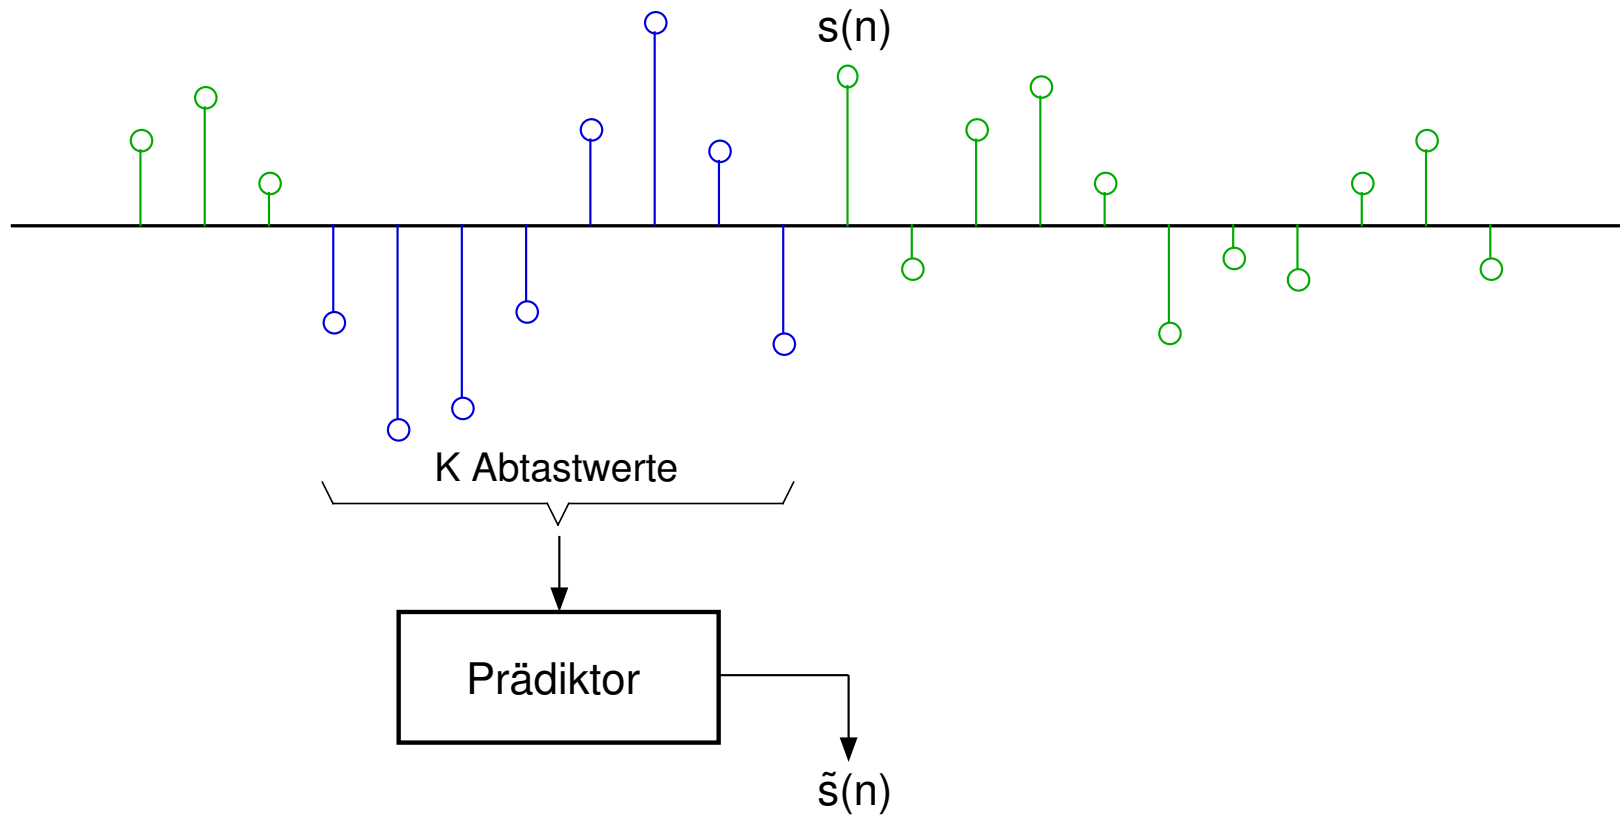 s(n)
K Abtastwerte
Prädiktor
s̃(n)